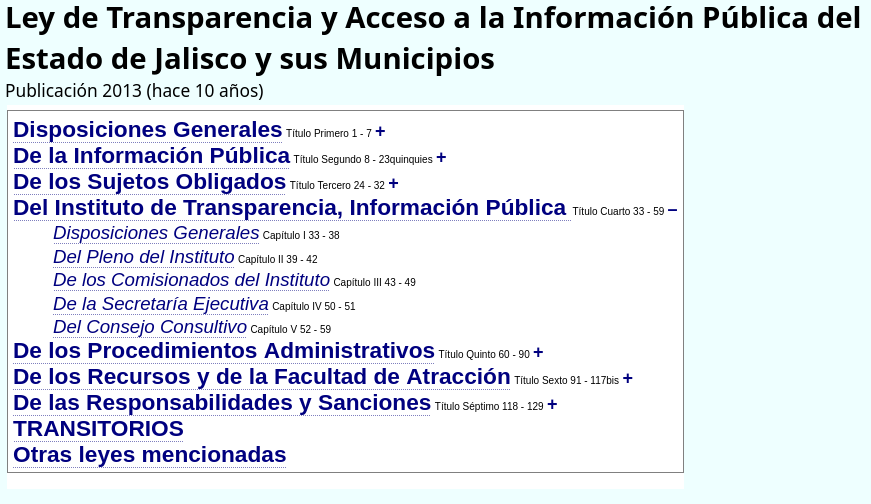 Ley de Transparencia y Acceso a la Información Pública del
Estado de Jalisco y sus Municipios
Publicación 2013 (hace 10 años)
Disposiciones Generales Título Primero 1 - 7 +
De la Información Pública Título Segundo 8 - 23quinquies +
De los Sujetos Obligados Título Tercero 24 - 32 +
Del Instituto de Transparencia, Información Pública Título Cuarto 33 - 59 –
Disposiciones Generales Capítulo I 33 - 38
Del Pleno del Instituto Capítulo II 39 - 42
De los Comisionados del Instituto Capítulo III 43 - 49
De la Secretaría Ejecutiva Capítulo IV 50 - 51
Del Consejo Consultivo Capítulo V 52 - 59
De los Procedimientos Administrativos Título Quinto 60 - 90 +
De los Recursos y de la Facultad de Atracción Título Sexto 91 - 117bis +
De las Responsabilidades y Sanciones Título Séptimo 118 - 129 +
TRANSITORIOS
Otras leyes mencionadas